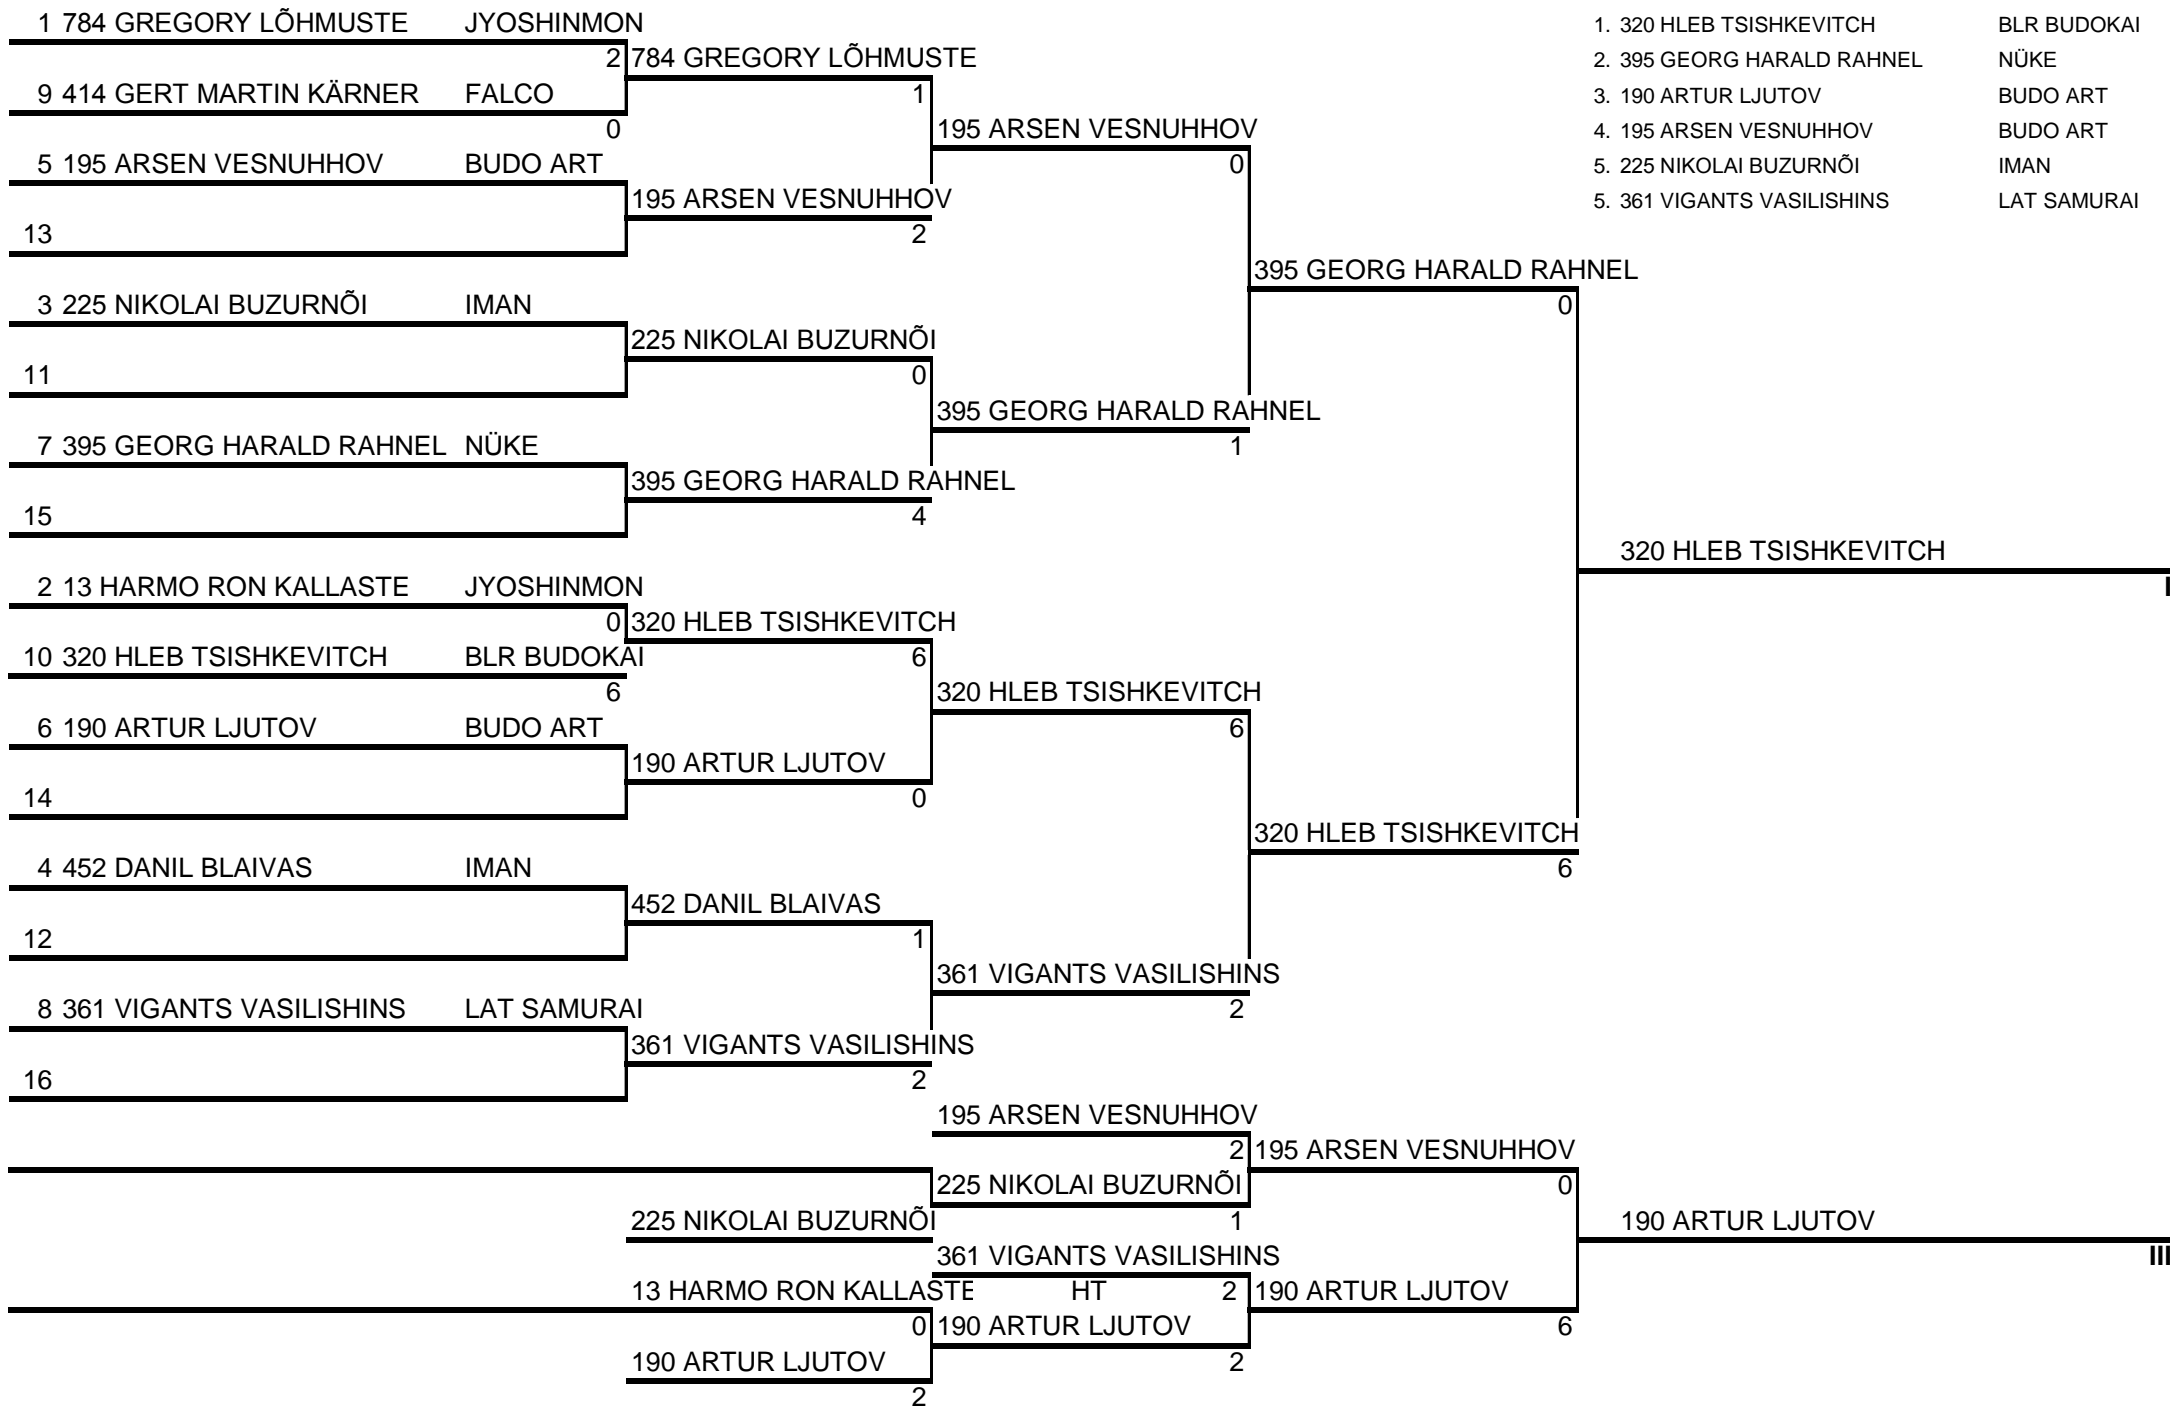 1 784 GREGORY LÕHMUSTE JYOSHINMON
2 784 GREGORY LÕHMUSTE
9 414 GERT MARTIN KÄRNER FALCO
1
0
195 ARSEN VESNUHHOV
5 195 ARSEN VESNUHHOV BUDO ART
0
195 ARSEN VESNUHHOV
13
2
395 GEORG HARALD RAHNEL
3 225 NIKOLAI BUZURNÕI IMAN
0
225 NIKOLAI BUZURNÕI
11
0
395 GEORG HARALD RAHNEL
7 395 GEORG HARALD RAHNEL NÜKE
1
395 GEORG HARALD RAHNEL
15
4
320 HLEB TSISHKEVITCH
I
2 13 HARMO RON KALLASTE JYOSHINMON
0 320 HLEB TSISHKEVITCH
10 320 HLEB TSISHKEVITCH BLR BUDOKAI
6
6
320 HLEB TSISHKEVITCH
6 190 ARTUR LJUTOV BUDO ART
6
190 ARTUR LJUTOV
14
0
320 HLEB TSISHKEVITCH
4 452 DANIL BLAIVAS IMAN
6
452 DANIL BLAIVAS
12
1
361 VIGANTS VASILISHINS
8 361 VIGANTS VASILISHINS LAT SAMURAI
2
361 VIGANTS VASILISHINS
16
2
195 ARSEN VESNUHHOV
2 195 ARSEN VESNUHHOV
225 NIKOLAI BUZURNÕI
0
225 NIKOLAI BUZURNÕI
1
190 ARTUR LJUTOV
III
361 VIGANTS VASILISHINS
13 HARMO RON KALLASTE HT 2 190 ARTUR LJUTOV
0 190 ARTUR LJUTOV
6
190 ARTUR LJUTOV
2
2
1. 320 HLEB TSISHKEVITCH BLR BUDOKAI
2. 395 GEORG HARALD RAHNEL NÜKE
3. 190 ARTUR LJUTOV BUDO ART
4. 195 ARSEN VESNUHHOV BUDO ART
5. 225 NIKOLAI BUZURNÕI IMAN
5. 361 VIGANTS VASILISHINS LAT SAMURAI